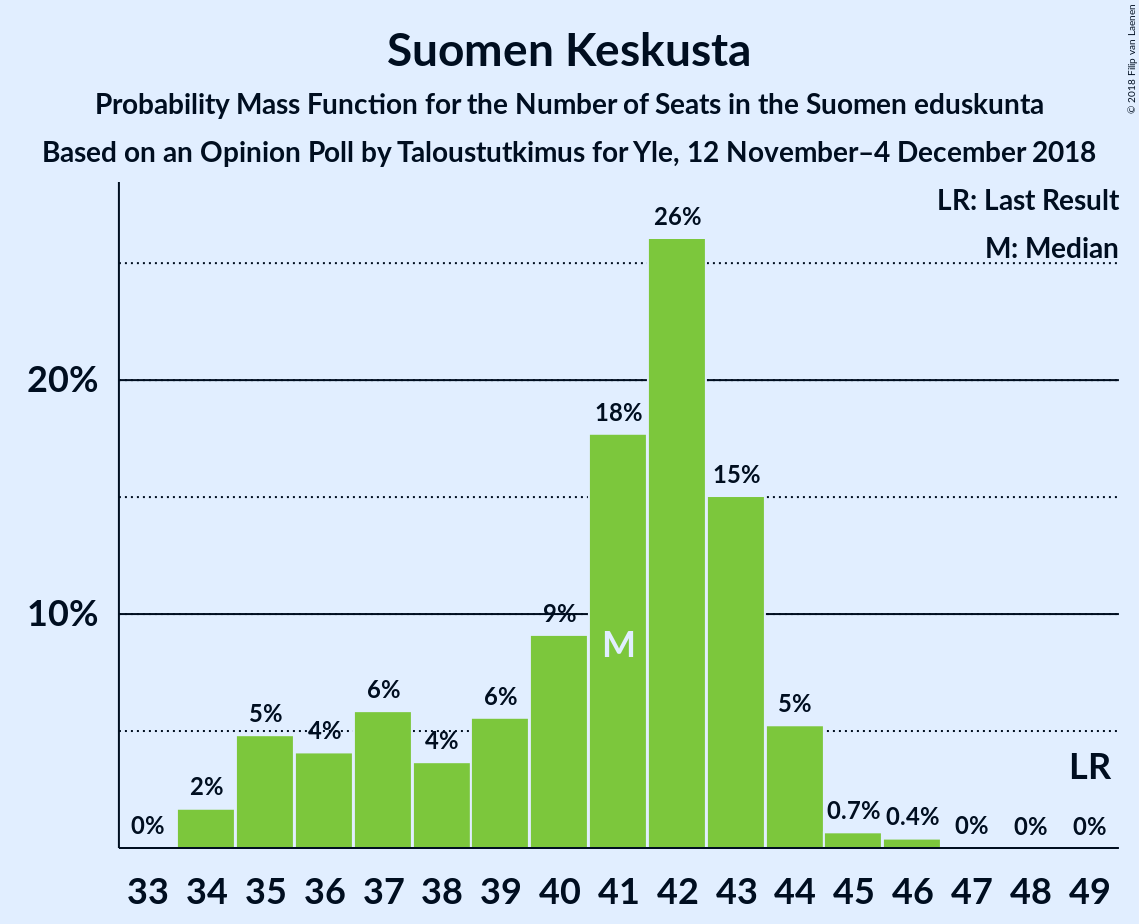 Suomen Keskusta
Probability Mass Function for the Number of Seats in the Suomen eduskunta
Based on an Opinion Poll by Taloustutkimus for Yle, 12 November–4 December 2018
© 2018 Filip van Laenen
LR: Last Result
M: Median
26%
20%
18%
15%
10%
9%
M
6%
6%
5%
5%
4%
4%
LR
2%
0.7%
0.4%
0%
0%
0%
0%
33 34 35 36 37 38 39 40 41 42 43 44 45 46 47 48 49